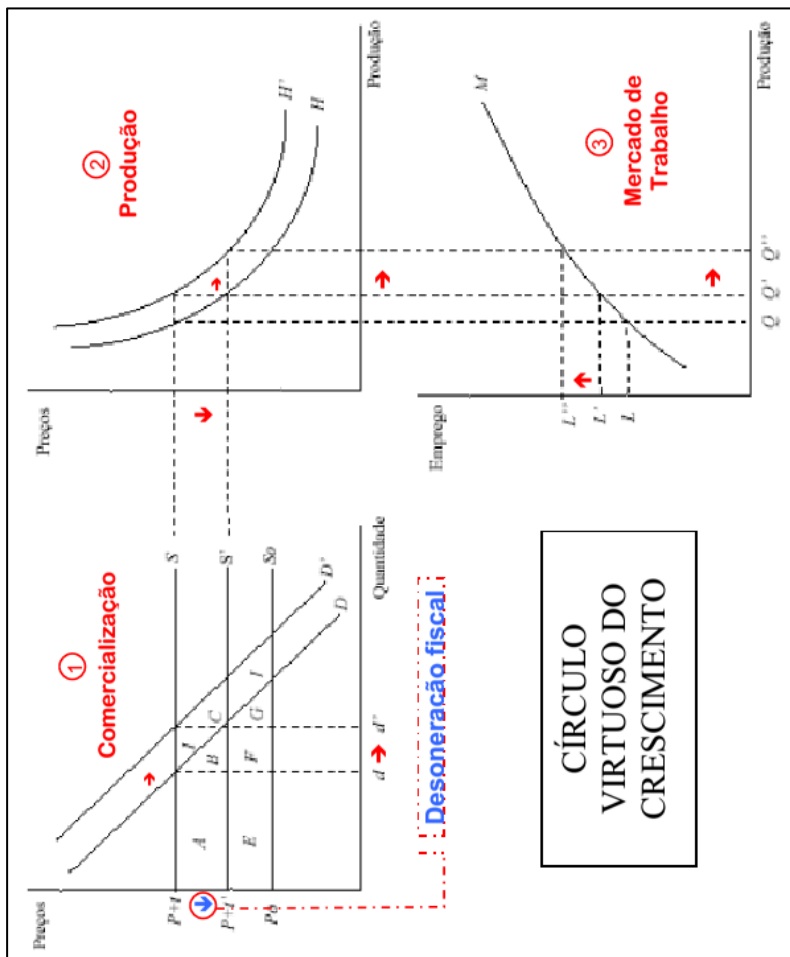 Preços
① Comercialização
P+t
P+t'
Po
A
B
I
C
E
F
G
I
S
S'
So
D'
D
d
d'
Quantidade
Desoneração fiscal
Preços
② Produção
H'
H
Produção
Emprego
③ Mercado de
Trabalho
M
L''
L'
L
Q
Q'
Q''
Produção
CÍRCULO
VIRTUOSO DO
CRESCIMENTO